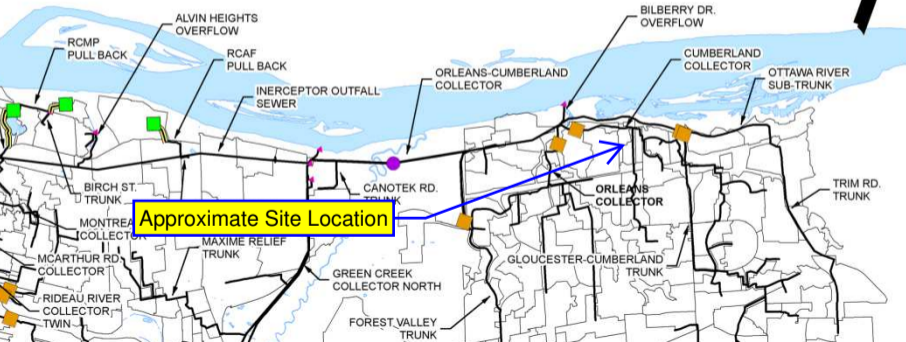 ALVIN HEIGHTS
OVERFLOW
BILBERRY DR.
OVERFLOW
RCMP
PULL BACK
RCAF
PULL BACK
CUMBERLAND
COLLECTOR
ORLEANS-CUMBERLAND
COLLECTOR
OTTAWA RIVER
SUB-TRUNK
INERCEPTOR OUTFALL
SEWER
BIRCH ST.
TRUNK
CANOTEK RD.
TRUNK
ORLEANS
COLLECTOR
TRIM RD.
TRUNK
Approximate Site Location
COLLECTOR
MAXIME RELIEF
TRUNK
MCARTHUR RD.
COLLECTOR
GLOUCESTER-CUMBERLAND
TRUNK
GREEN CREEK
COLLECTOR NORTH
RIDEAU RIVER
COLLECTOR
TWIN
FOREST VALLEY
TRUNK